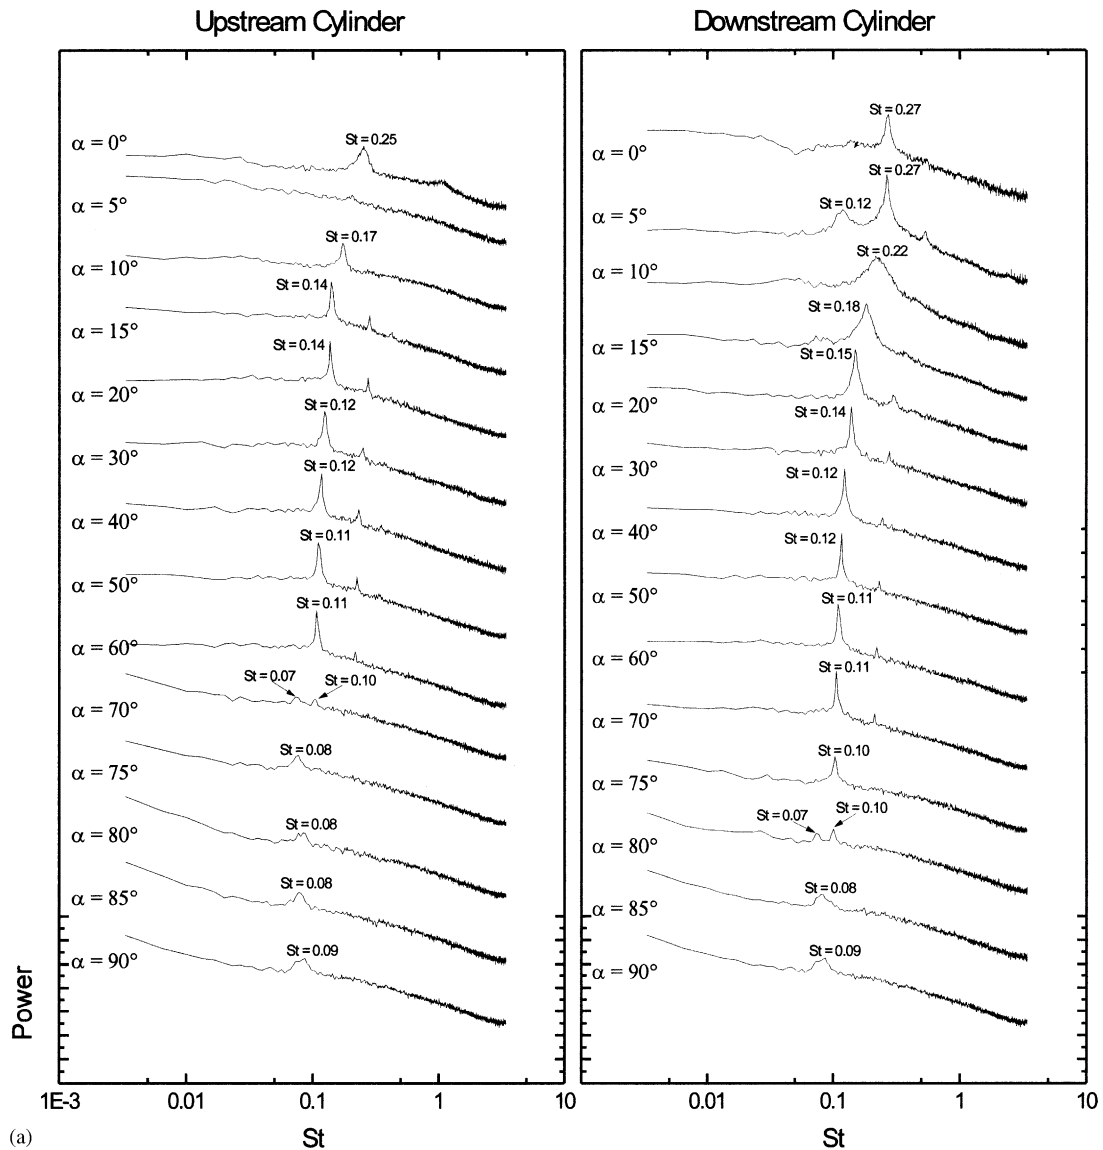 Upstream Cylinder
α = 0°
St = 0.25
α = 5°
α = 10°
St = 0.17
α = 15°
St = 0.14
α = 20°
St = 0.14
α = 30°
St = 0.12
α = 40°
St = 0.12
α = 50°
St = 0.11
α = 60°
St = 0.11
α = 70°
St = 0.07
St = 0.10
α = 75°
St = 0.08
α = 80°
St = 0.08
α = 85°
St = 0.08
α = 90°
St = 0.09
Power
1E-3
0.01
0.1
1
10
St
(a)
Downstream Cylinder
α = 0°
St = 0.27
α = 5°
St = 0.12
St = 0.27
α = 10°
St = 0.22
α = 15°
St = 0.18
α = 20°
St = 0.15
α = 30°
St = 0.14
α = 40°
St = 0.12
α = 50°
St = 0.12
α = 60°
St = 0.11
α = 70°
St = 0.11
α = 75°
St = 0.10
α = 80°
St = 0.07
St = 0.10
α = 85°
St = 0.08
α = 90°
St = 0.09
0.01
0.1
1
10
St